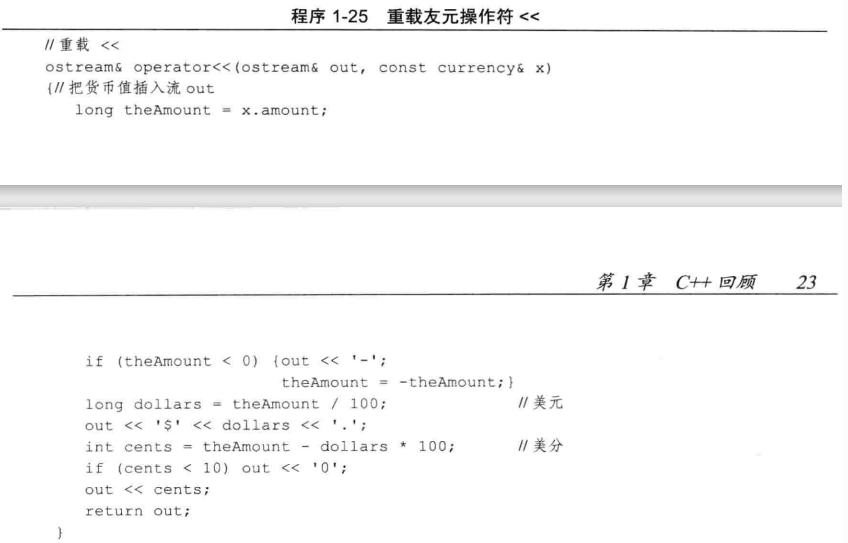 程序 1-25 重载友元操作符 <<
//重载 <<
ostream& operator<<(ostream& out, const currency& x)
{//把货币值插入流 out
long theAmount = x.amount;
第 1 章 C++ 回顾 23
if (theAmount < 0) {out << '-';
theAmount = -theAmount;}
long dollars = theAmount / 100; //美元
out << '$' << dollars << '.';
int cents = theAmount - dollars * 100; //美分
if (cents < 10) out << '0';
out << cents;
return out;
}